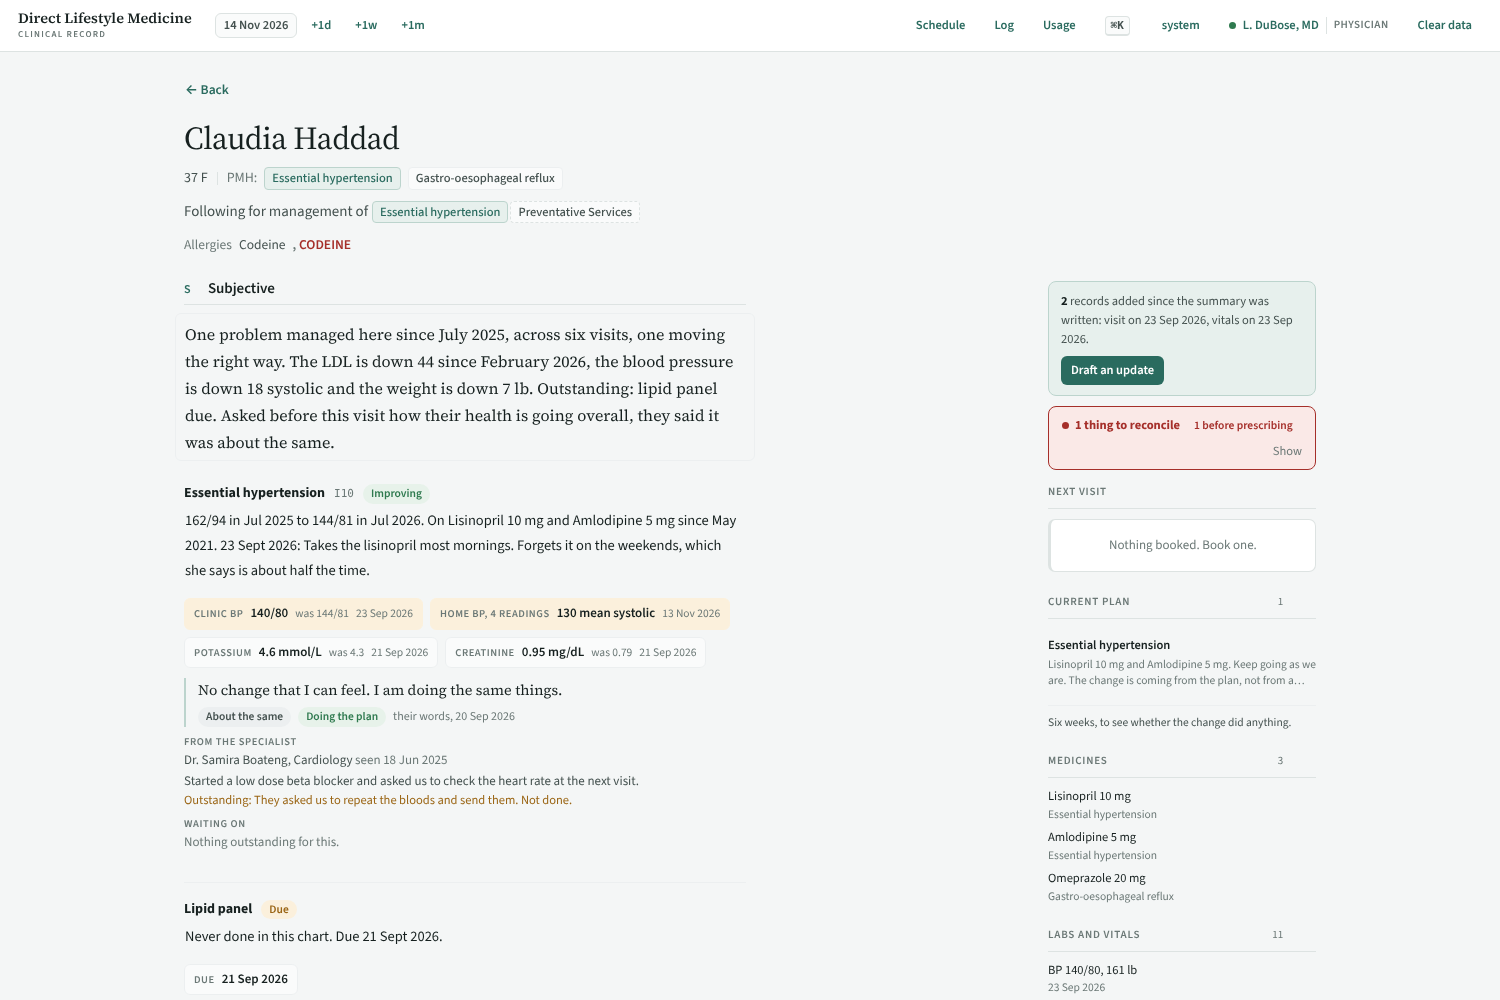 Direct Lifestyle Medicine
CLINICAL RECORD
14 Nov 2026 +1d +1w +1m
Schedule Log Usage ⌘K system L. DuBose, MD PHYSICIAN Clear data
← Back
Claudia Haddad
37 F PMH: Essential hypertension Gastro-oesophageal reflux
Following for management of Essential hypertension Preventative Services
Allergies Codeine , CODEINE
S Subjective
One problem managed here since July 2025, across six visits, one moving
the right way. The LDL is down 44 since February 2026, the blood pressure
is down 18 systolic and the weight is down 7 lb. Outstanding: lipid panel
due. Asked before this visit how their health is going overall, they said it
was about the same.
Essential hypertension I10 Improving
162/94 in Jul 2025 to 144/81 in Jul 2026. On Lisinopril 10 mg and Amlodipine 5 mg since May
2021. 23 Sept 2026: Takes the lisinopril most mornings. Forgets it on the weekends, which
she says is about half the time.
CLINIC BP 140/80 was 144/81 23 Sep 2026
HOME BP, 4 READINGS 130 mean systolic 13 Nov 2026
POTASSIUM 4.6 mmol/L was 4.3 21 Sep 2026
CREATININE 0.95 mg/dL was 0.79 21 Sep 2026
No change that I can feel. I am doing the same things.
About the same Doing the plan their words, 20 Sep 2026
FROM THE SPECIALIST
Dr. Samira Boateng, Cardiology seen 18 Jun 2025
Started a low dose beta blocker and asked us to check the heart rate at the next visit.
Outstanding: They asked us to repeat the bloods and send them. Not done.
WAITING ON
Nothing outstanding for this.
Lipid panel Due
Never done in this chart. Due 21 Sept 2026.
DUE 21 Sep 2026
2 records added since the summary was
written: visit on 23 Sep 2026, vitals on 23 Sep
2026.
Draft an update
1 thing to reconcile 1 before prescribing
Show
NEXT VISIT
Nothing booked. Book one.
CURRENT PLAN 1
Essential hypertension
Lisinopril 10 mg and Amlodipine 5 mg. Keep going as we
are. The change is coming from the plan, not from a…
Six weeks, to see whether the change did anything.
MEDICINES 3
Lisinopril 10 mg
Essential hypertension
Amlodipine 5 mg
Essential hypertension
Omeprazole 20 mg
Gastro-oesophageal reflux
LABS AND VITALS 11
BP 140/80, 161 lb
23 Sep 2026